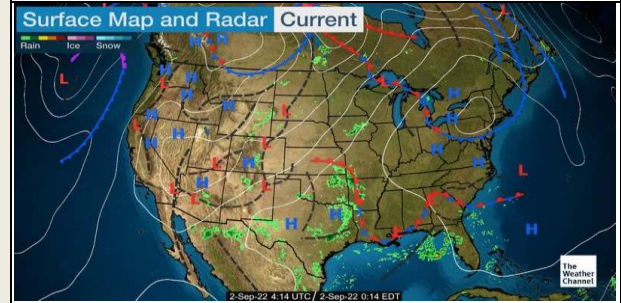 Surface Map and Radar Current
Rain Ice Snow
H H
L
H
L H
H
H
H
L
H
H
L
H
L
L
H
L
H
L
L
L
H
H
L
L
H
H
H
H
H
L
H
The
Weather
Channel
2-Sep-22 4:14 UTC / 2-Sep-22 0:14 EDT